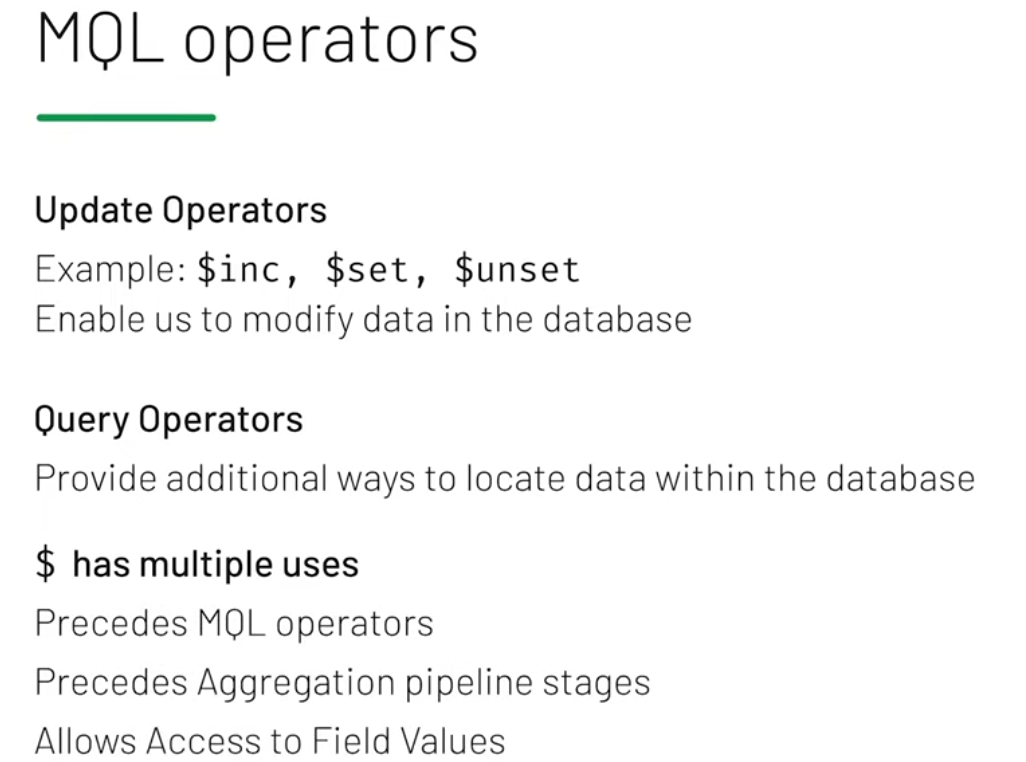 MQL operators
Update Operators
Example: $inc, $set, $unset
Enable us to modify data in the database
Query Operators
Provide additional ways to locate data within the database
$ has multiple uses
Precedes MQL operators
Precedes Aggregation pipeline stages
Allows Access to Field Values